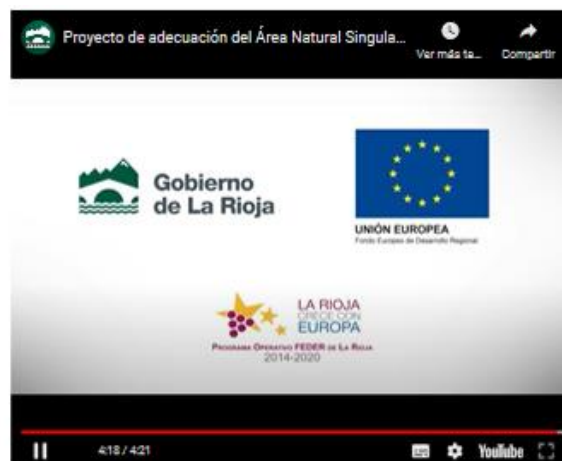 Proyecto de adecuación del Área Natural Singula...
Ver más ta...
Compartir
Gobierno
de La Rioja
UNIÓN EUROPEA
Fondo Europeo de Desarrollo Regional
LA RIOJA
CRECE CON
EUROPA
PROGRAMA OPERATIVO FEDER DE LA RIOJA
2014-2020
4:18 / 4:21
YouTube